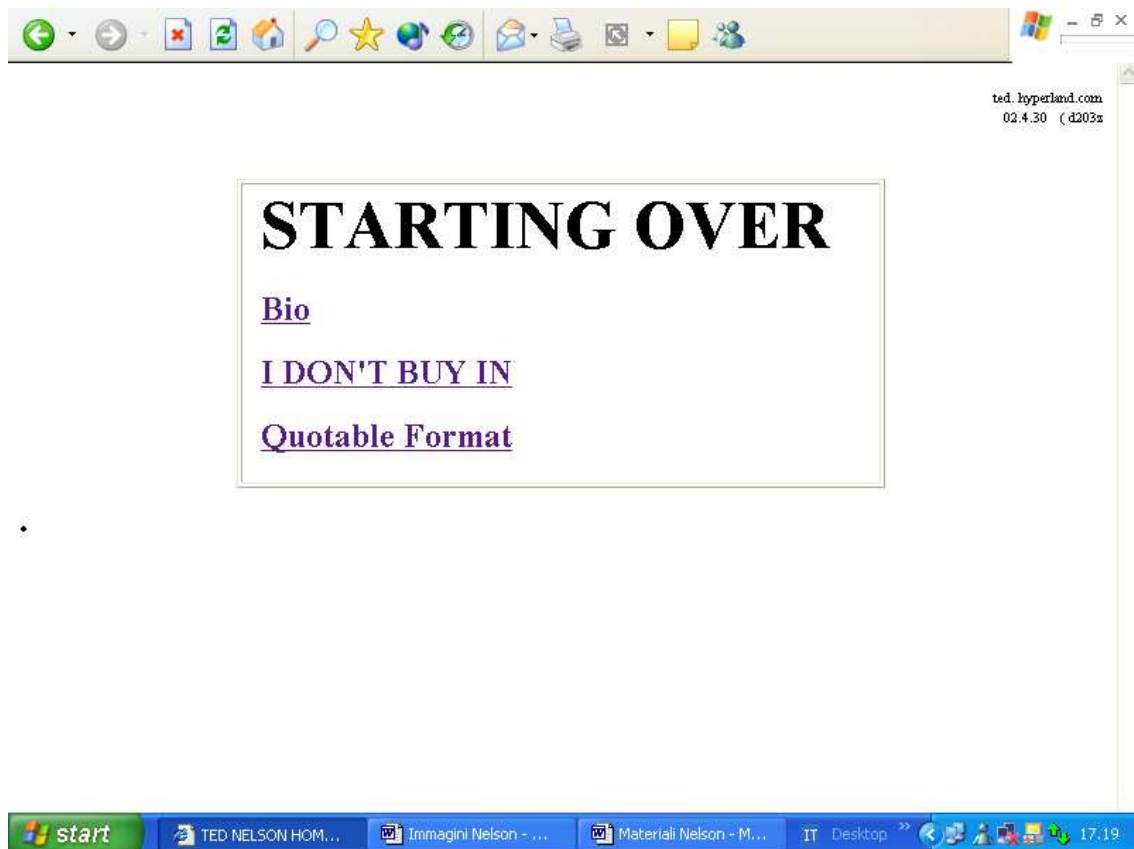 ted. hyperland.com
02.4.30 (d203z
STARTING OVER
Bio
I DON'T BUY IN
Quotable Format
start
TED NELSON HOM...
Immagini Nelson - ...
Materiali Nelson - M...
IT
Desktop
17.19